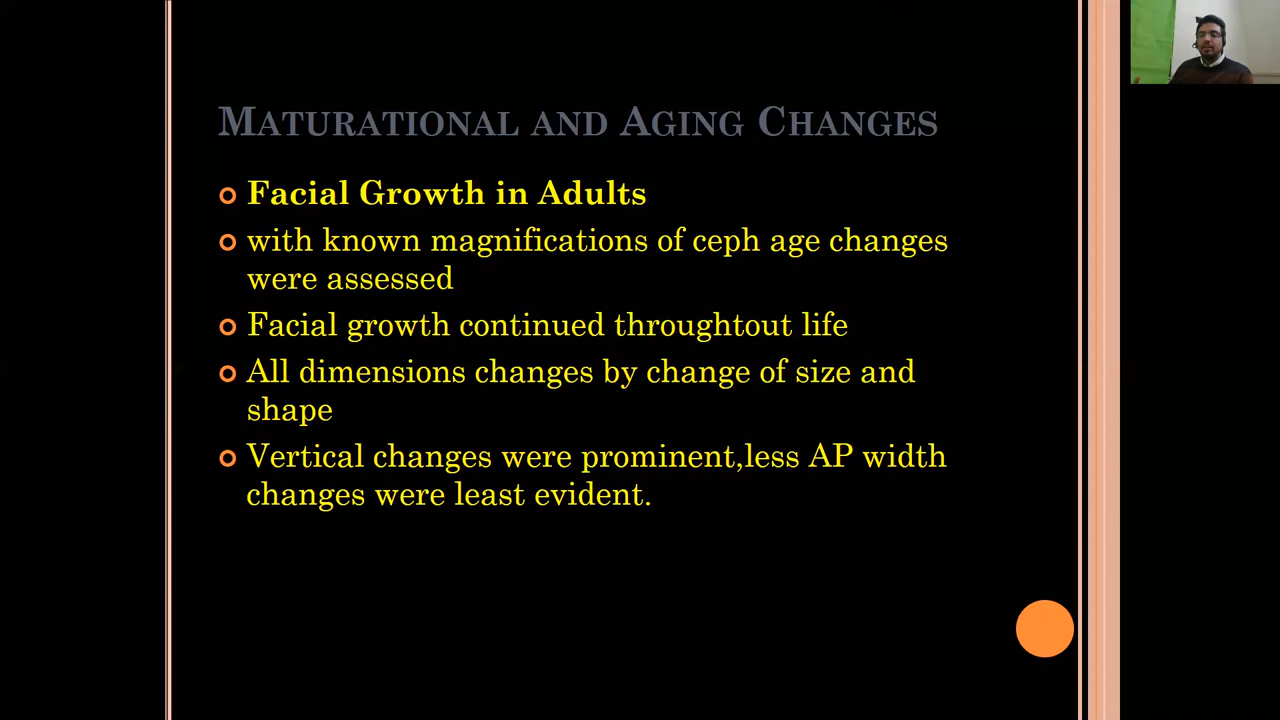 MATURATIONAL AND AGING CHANGES
Facial Growth in Adults
with known magnifications of ceph age changes
were assessed
Facial growth continued throughtout life
All dimensions changes by change of size and
shape
Vertical changes were prominent,less AP width
changes were least evident.